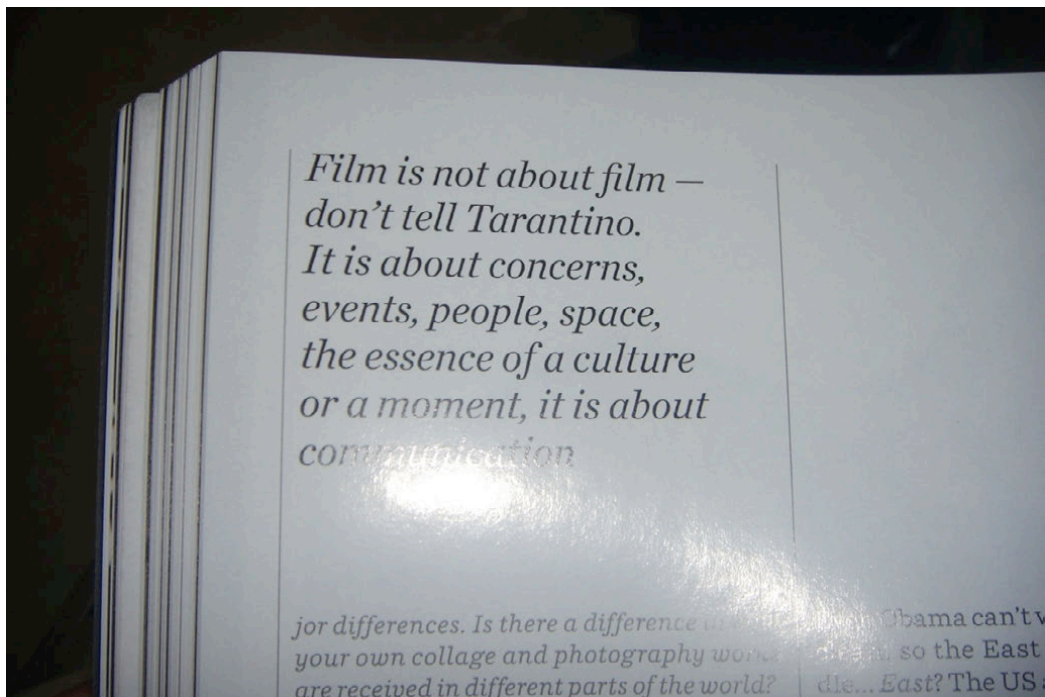 Film is not about film —
don't tell Tarantino.
It is about concerns,
events, people, space,
the essence of a culture
or a moment, it is about
communication
jor differences. Is there a difference
your own collage and photography
are received in different parts of the world?
Obama can't
so the East
East? The US